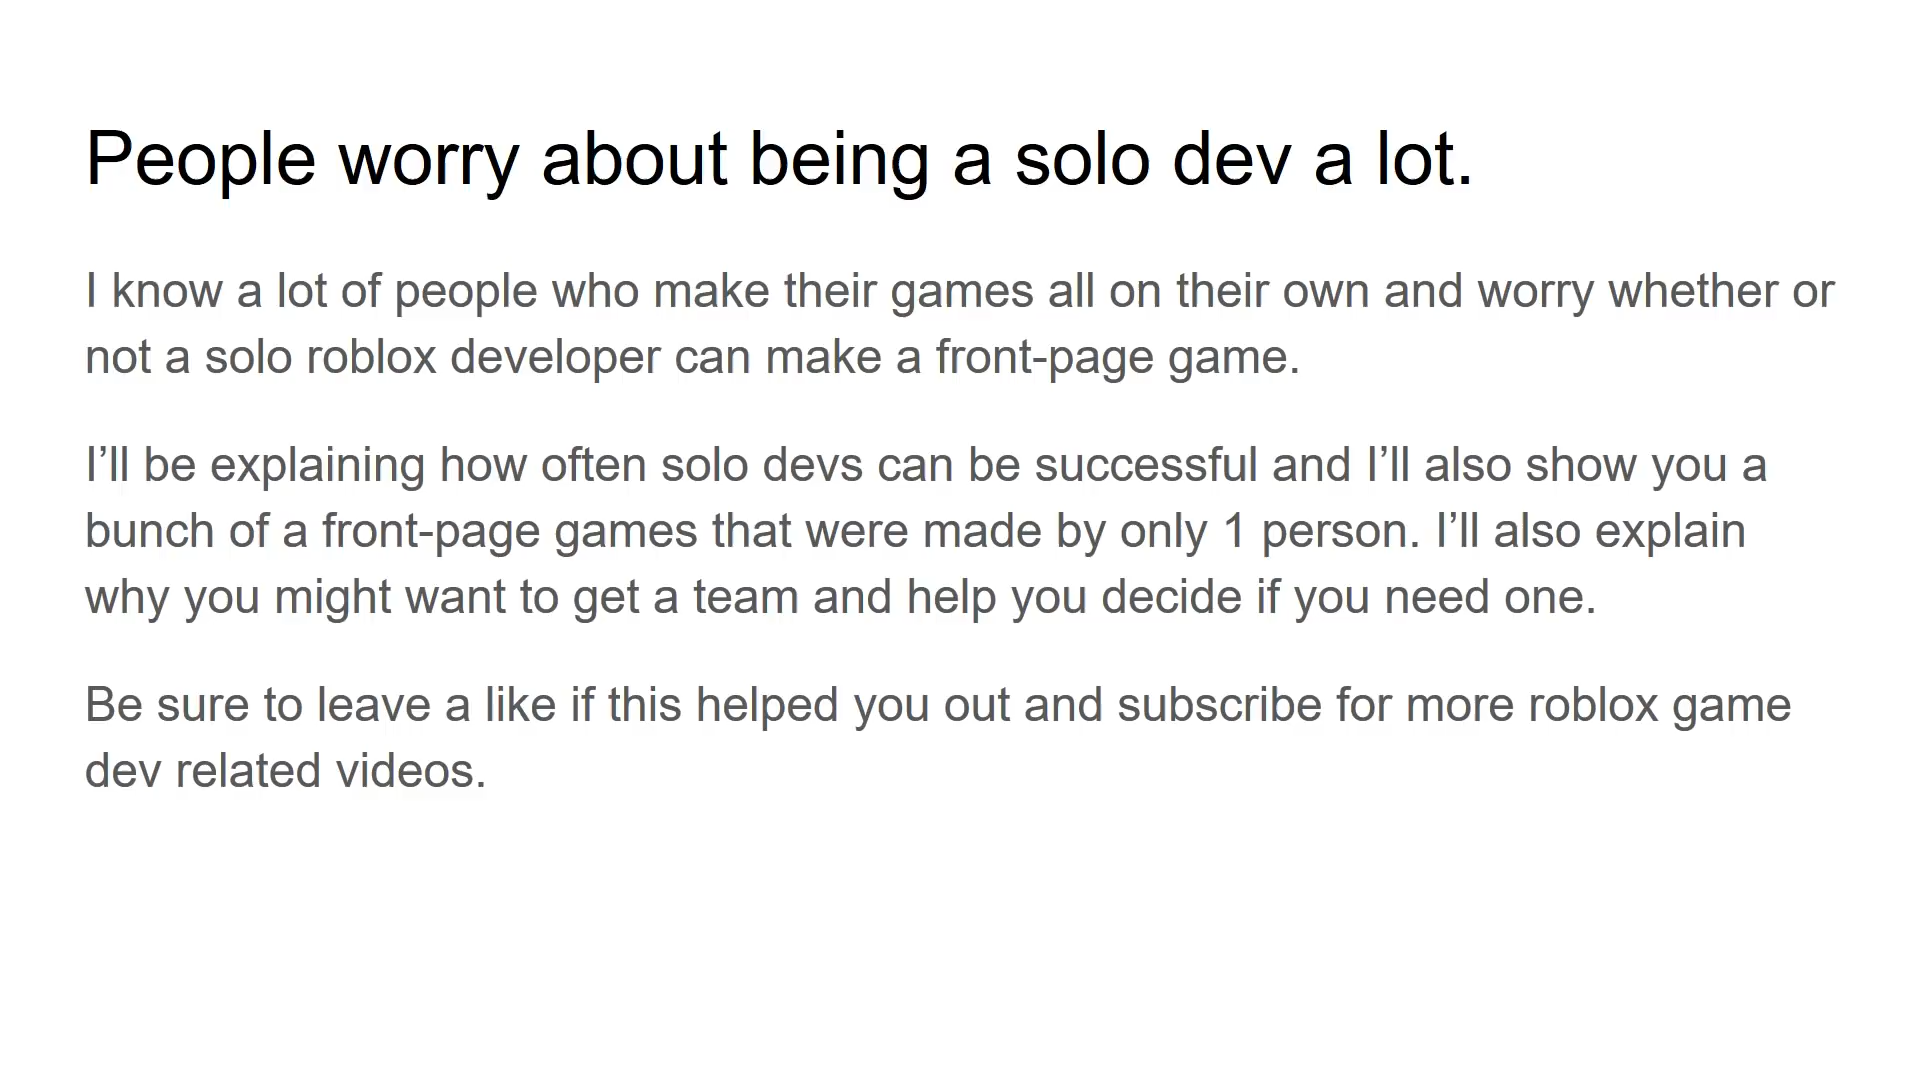 People worry about being a solo dev a lot.
I know a lot of people who make their games all on their own and worry whether or
not a solo roblox developer can make a front-page game.
I’ll be explaining how often solo devs can be successful and I’ll also show you a
bunch of a front-page games that were made by only 1 person. I’ll also explain
why you might want to get a team and help you decide if you need one.
Be sure to leave a like if this helped you out and subscribe for more roblox game
dev related videos.